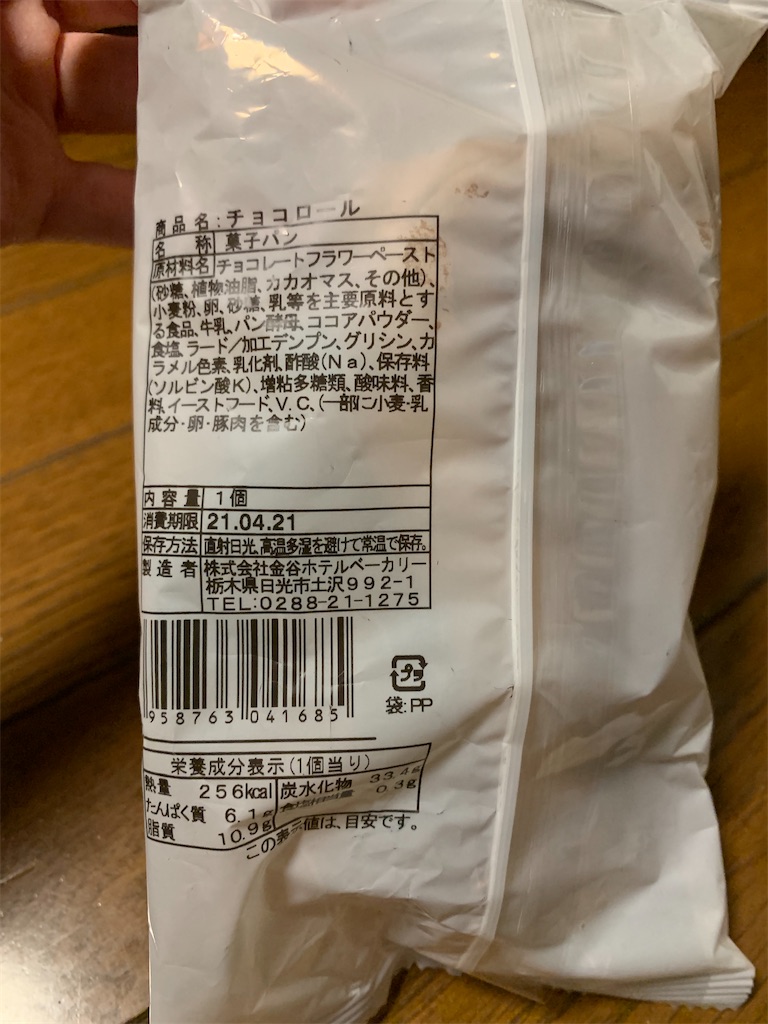 商品名:チョコロール
名称 菓子パン
原材料名 チョコレートフラワーペースト
(砂糖、植物油脂、カカオマス、その他)、
小麦粉、卵、砂糖、乳等を主要原料とす
る食品、牛乳、パン酵母、ココアパウダー、
食塩、ラード/加工デンプン、グリシン、カ
ラメル色素、乳化剤、酢酸(Na)、保存料
(ソルビン酸K)、増粘多糖類、酸味料、香
料、イーストフード、V.C、(一部に小麦・乳
成分・卵・豚肉を含む)
内容量 1個
消費期限 21.04.21
保存方法 直射日光、高温多湿を避けて常温で保存。
製造者 株式会社金谷ホテルベーカリー
栃木県日光市土沢992-1
TEL:0288-21-1275
958763 041685
プラ
袋:PP
栄養成分表示(1個当り)
熱量 256kcal 炭水化物 33.4g
たんぱく質 6.1g 食塩相当量 0.3g
脂質 10.9g
この表示値は、目安です。